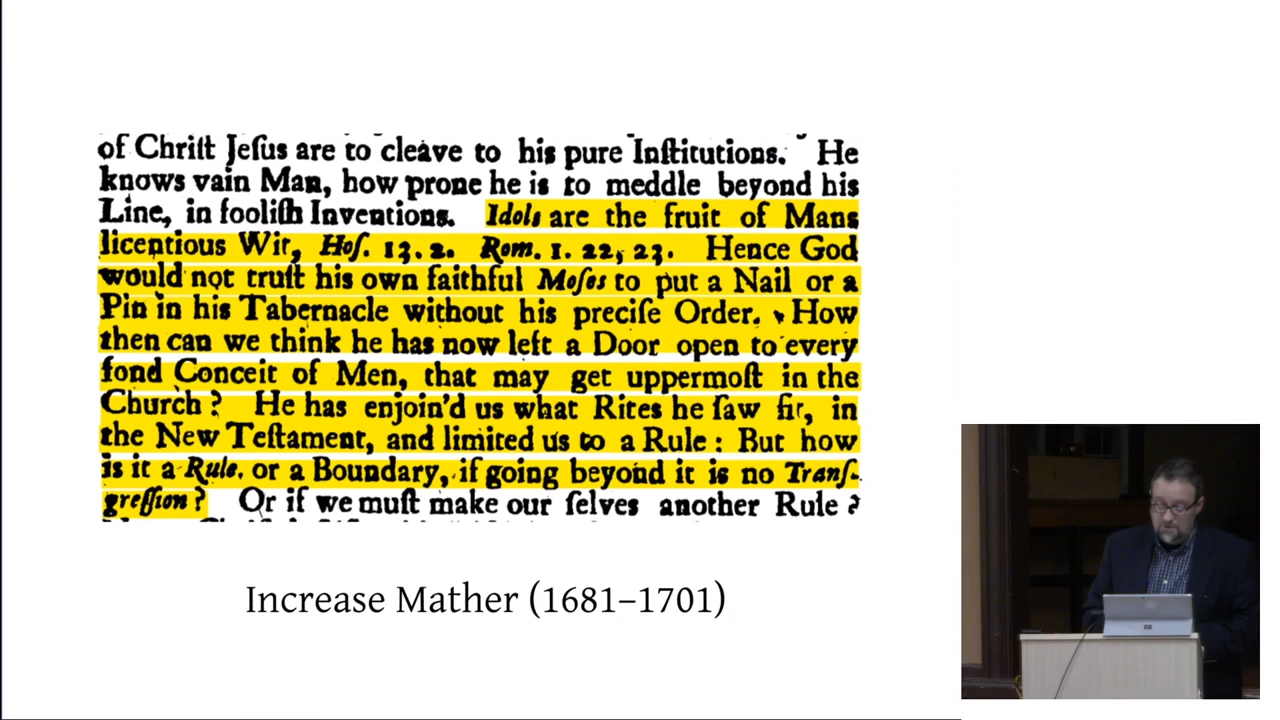 of Chriſt Jeſus are to cleave to his pure Inſtitutions. He
knows vain Man, how prone he is to meddle beyond his
Line, in fooliſh Inventions. Idols are the fruit of Mans
licentious Wit, Hoſ. 13. 2. Rom. 1. 22, 23. Hence God
would not truſt his own faithful Moſes to put a Nail or a
Pin in his Tabernacle without his preciſe Order. How
then can we think he has now left a Door open to every
fond Conceit of Men, that may get uppermoſt in the
Church? He has enjoin'd us what Rites he ſaw fit, in
the New Teſtament, and limited us to a Rule: But how
is it a Rule. or a Boundary, if going beyond it is no Tranſ-
greſſion? Or if we muſt make our ſelves another Rule?
Increase Mather (1681–1701)